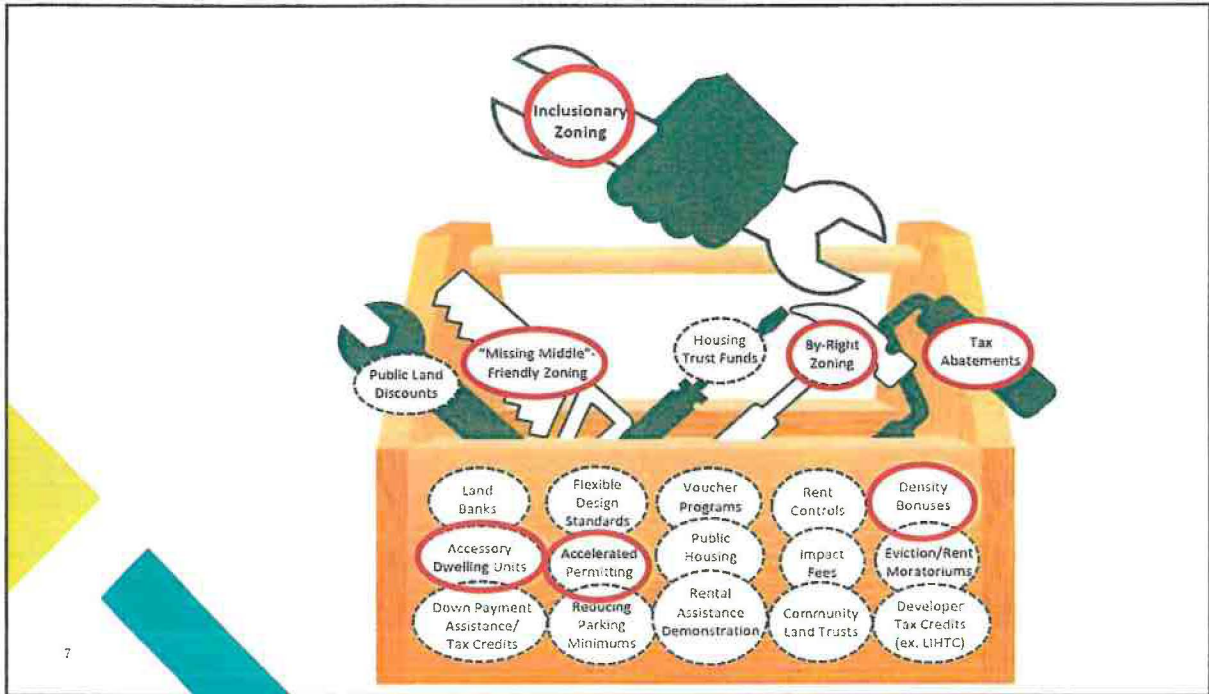 Inclusionary
Zoning
Public Land
Discounts
"Missing Middle"-
Friendly Zoning
Housing
Trust Funds
By-Right
Zoning
Tax
Abatements
Land
Banks
Flexible
Design
Standards
Voucher
Programs
Rent
Controls
Density
Bonuses
Accessory
Dwelling Units
Accelerated
Permitting
Public
Housing
Impact
Fees
Eviction/Rent
Moratoriums
Down Payment
Assistance/
Tax Credits
Reducing
Parking
Minimums
Rental
Assistance
Demonstration
Community
Land Trusts
Developer
Tax Credits
(ex. LIHTC)
7